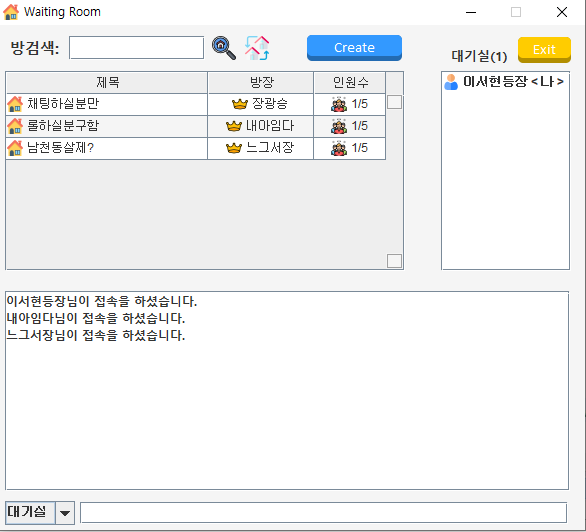 Waiting Room
방검색:
Create
대기실(1)
Exit
제목 방장 인원수
채팅하실분만 장광승 1/5
롤하실분구함 내아임다 1/5
남천동살제? 느그서장 1/5
이서현등장 <나>
이서현등장님이 접속을 하셨습니다.
내아임다님이 접속을 하셨습니다.
느그서장님이 접속을 하셨습니다.
대기실